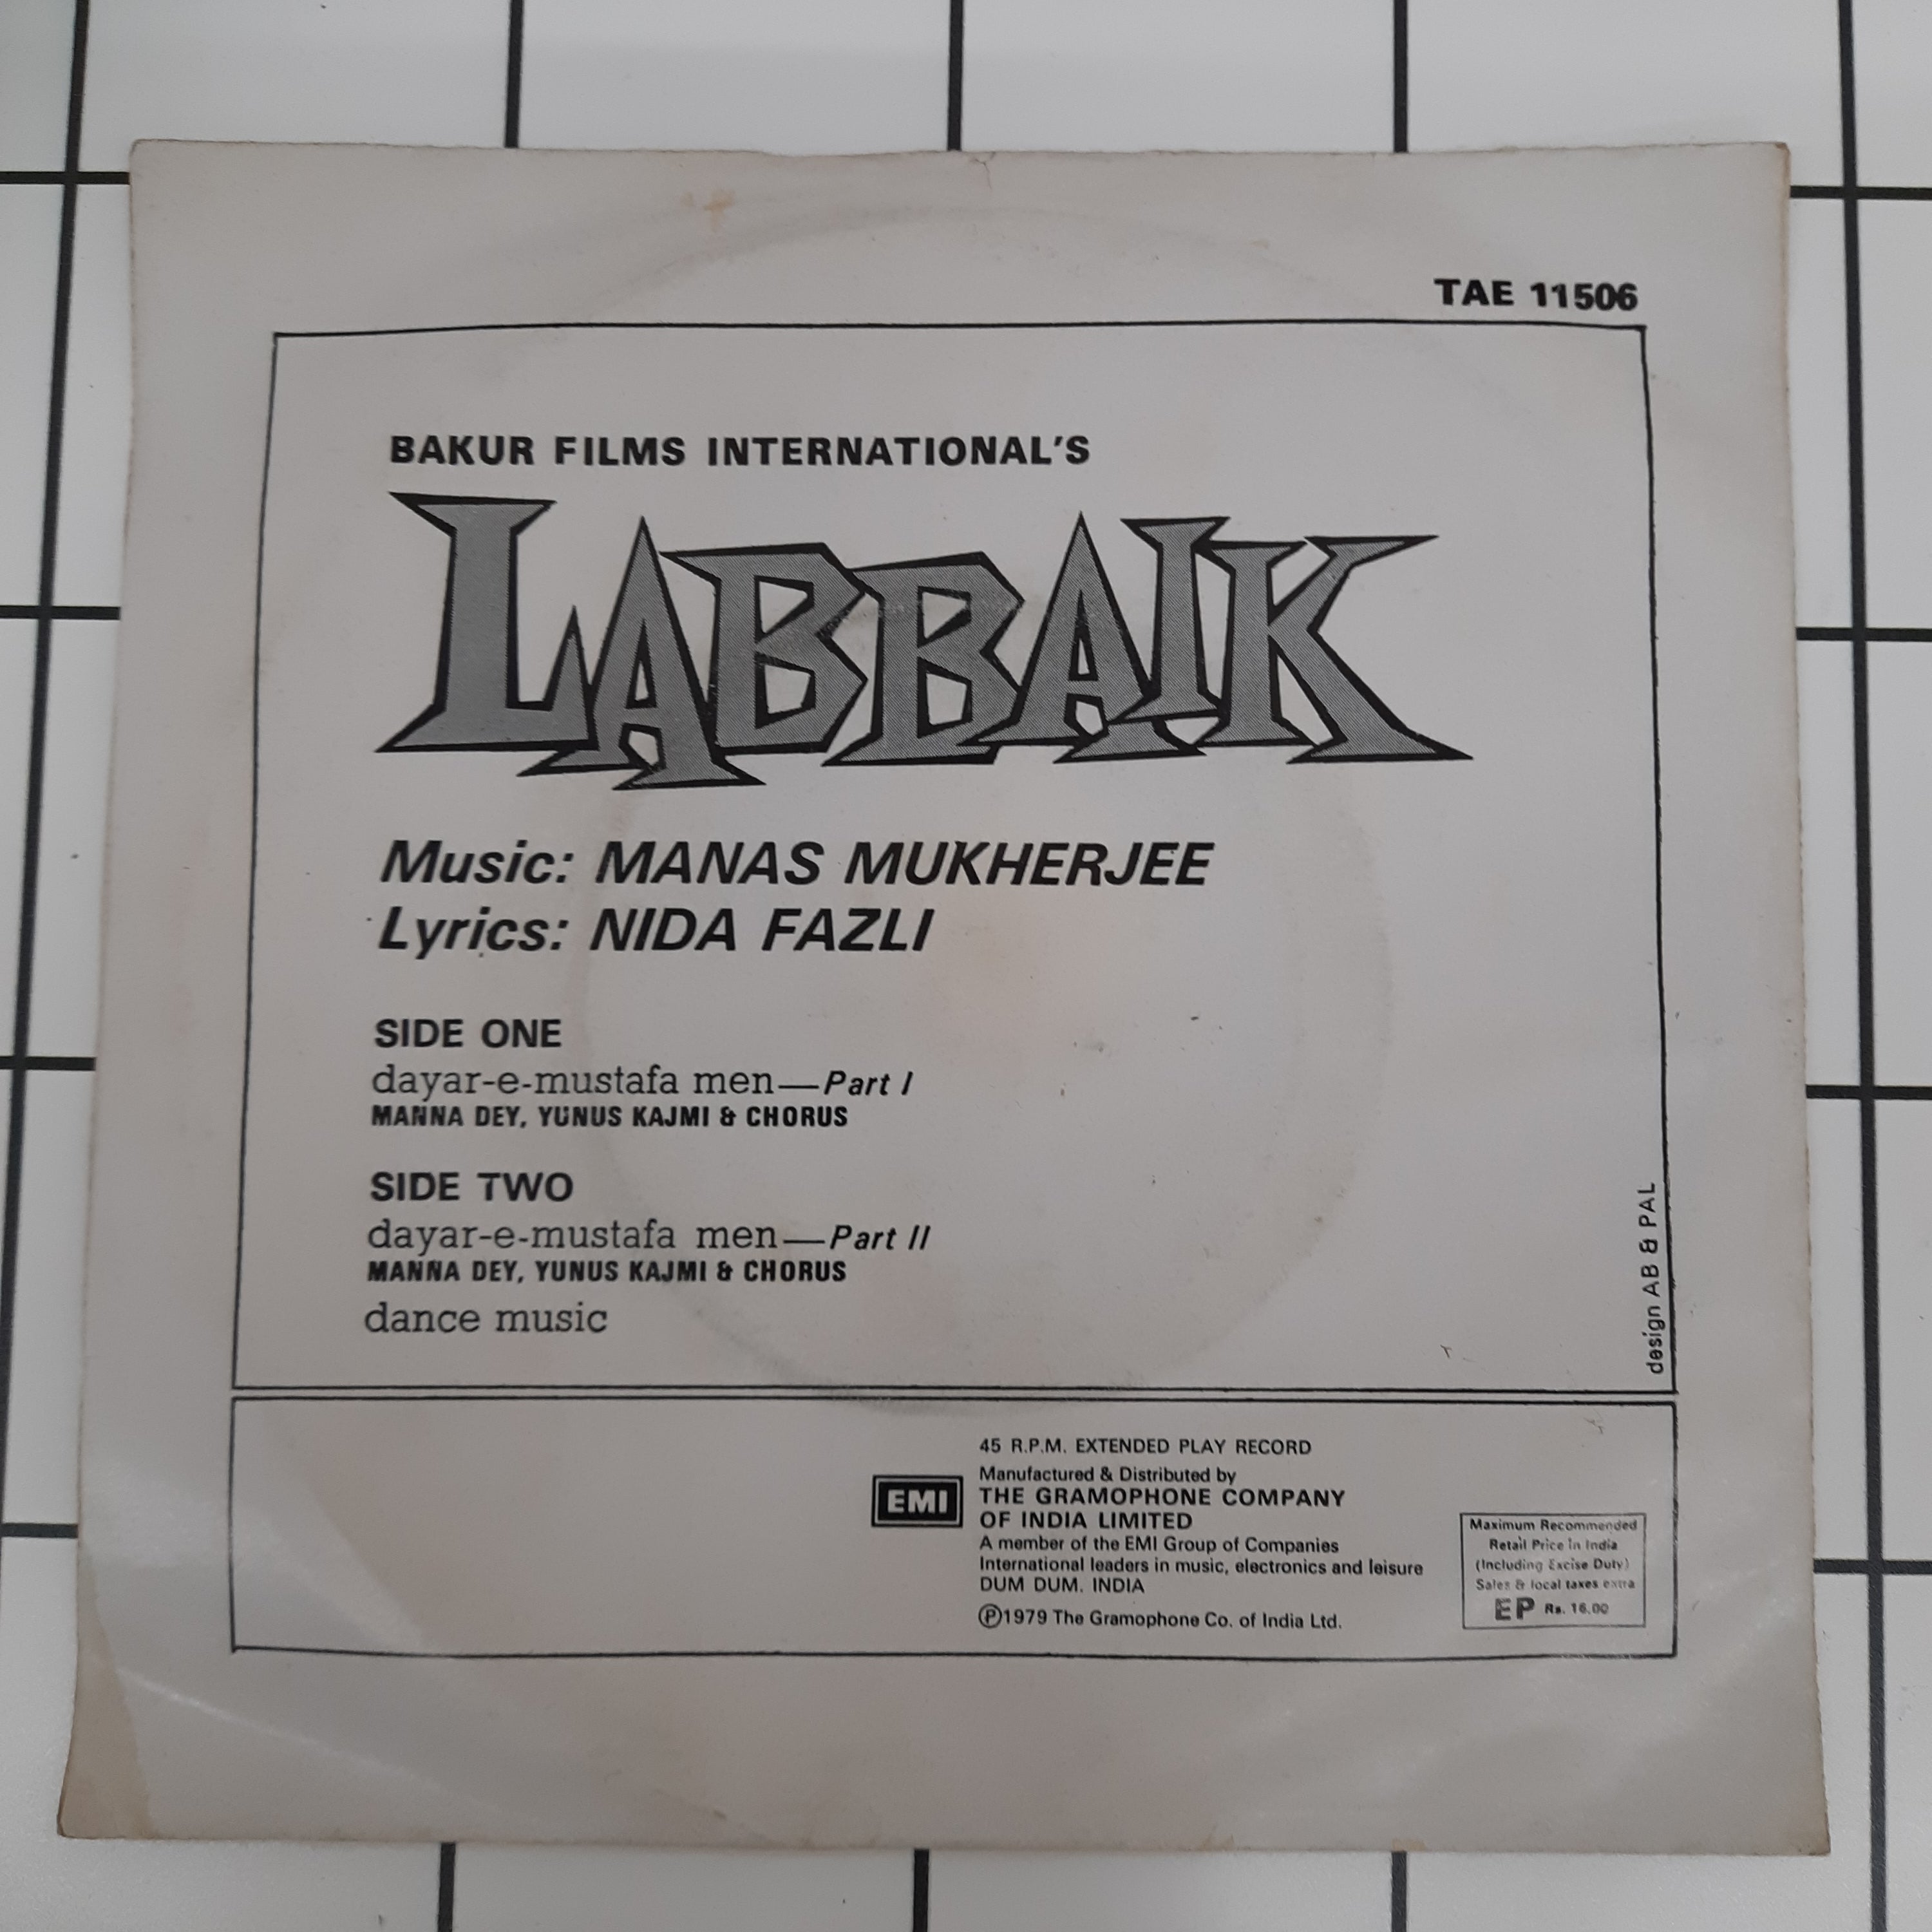 TAE 11506
BAKUR FILMS INTERNATIONAL'S
LABBAIK
Music: MANAS MUKHERJEE
Lyrics: NIDA FAZLI
SIDE ONE
dayar-e-mustafa men—Part I
MANNA DEY, YUNUS KAJMI & CHORUS
SIDE TWO
dayar-e-mustafa men—Part II
MANNA DEY, YUNUS KAJMI & CHORUS
dance music
design AB & PAL
45 R.P.M. EXTENDED PLAY RECORD
EMI
Manufactured & Distributed by
THE GRAMOPHONE COMPANY
OF INDIA LIMITED
A member of the EMI Group of Companies
International leaders in music, electronics and leisure
DUM DUM. INDIA
Ⓟ1979 The Gramophone Co. of India Ltd.
Maximum Recommended
Retail Price in India
(Including Excise Duty)
Sales & local taxes extra
EP Rs. 16.00